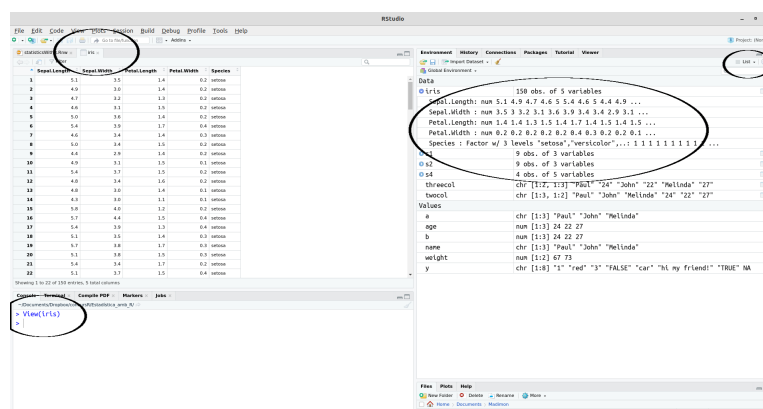 RStudio
File Edit Code View Plots Session Build Debug Profile Tools Help
Go to file/function Addins Project: (None)
iris
Filter
Sepal.Length Sepal.Width Petal.Length Petal.Width Species
1 5.1 3.5 1.4 0.2 setosa
2 4.9 3.0 1.4 0.2 setosa
3 4.7 3.2 1.3 0.2 setosa
4 4.6 3.1 1.5 0.2 setosa
5 5.0 3.6 1.4 0.2 setosa
6 5.4 3.9 1.7 0.4 setosa
7 4.6 3.4 1.4 0.3 setosa
8 5.0 3.4 1.5 0.2 setosa
9 4.4 2.9 1.4 0.2 setosa
10 4.9 3.1 1.5 0.1 setosa
11 5.4 3.7 1.5 0.2 setosa
12 4.8 3.4 1.6 0.2 setosa
13 4.8 3.0 1.4 0.1 setosa
14 4.3 3.0 1.1 0.1 setosa
15 5.8 4.0 1.2 0.2 setosa
16 5.7 4.4 1.5 0.4 setosa
17 5.4 3.9 1.3 0.4 setosa
18 5.1 3.5 1.4 0.3 setosa
19 5.7 3.8 1.7 0.3 setosa
20 5.1 3.8 1.5 0.3 setosa
21 5.4 3.4 1.7 0.2 setosa
22 5.1 3.7 1.5 0.4 setosa
Showing 1 to 22 of 150 entries, 5 total columns
Console Terminal Compile PDF Markers Jobs
> View(iris)
>
Environment History Connections Packages Tutorial Viewer
Import Dataset List
Global Environment
Data
iris 150 obs. of 5 variables
Sepal.Length: num 5.1 4.9 4.7 4.6 5 5.4 4.6 5 4.4 4.9 ...
Sepal.Width : num 3.5 3 3.2 3.1 3.6 3.9 3.4 3.4 2.9 3.1 ...
Petal.Length: num 1.4 1.4 1.3 1.5 1.4 1.7 1.4 1.5 1.4 1.5 ...
Petal.Width : num 0.2 0.2 0.2 0.2 0.2 0.4 0.3 0.2 0.2 0.1 ...
Species : Factor w/ 3 levels "setosa","versicolor",..: 1 1 1 1 1 1 1 1 1 1 ...
s1 9 obs. of 3 variables
s2 9 obs. of 3 variables
s4 4 obs. of 5 variables
threecol chr [1:2, 1:3] "Paul" "24" "John" "22" "Melinda" "27"
twocol chr [1:3, 1:2] "Paul" "John" "Melinda" "24" "22" "27"
Values
a chr [1:3] "Paul" "John" "Melinda"
age num [1:3] 24 22 27
b num [1:3] 24 22 27
name chr [1:3] "Paul" "John" "Melinda"
weight num [1:2] 67 73
y chr [1:8] "1" "red" "3" "FALSE" "car" "hi my friend!" "TRUE" NA
Files Plots Help
New Folder Delete Rename More
Home Documents Madimon